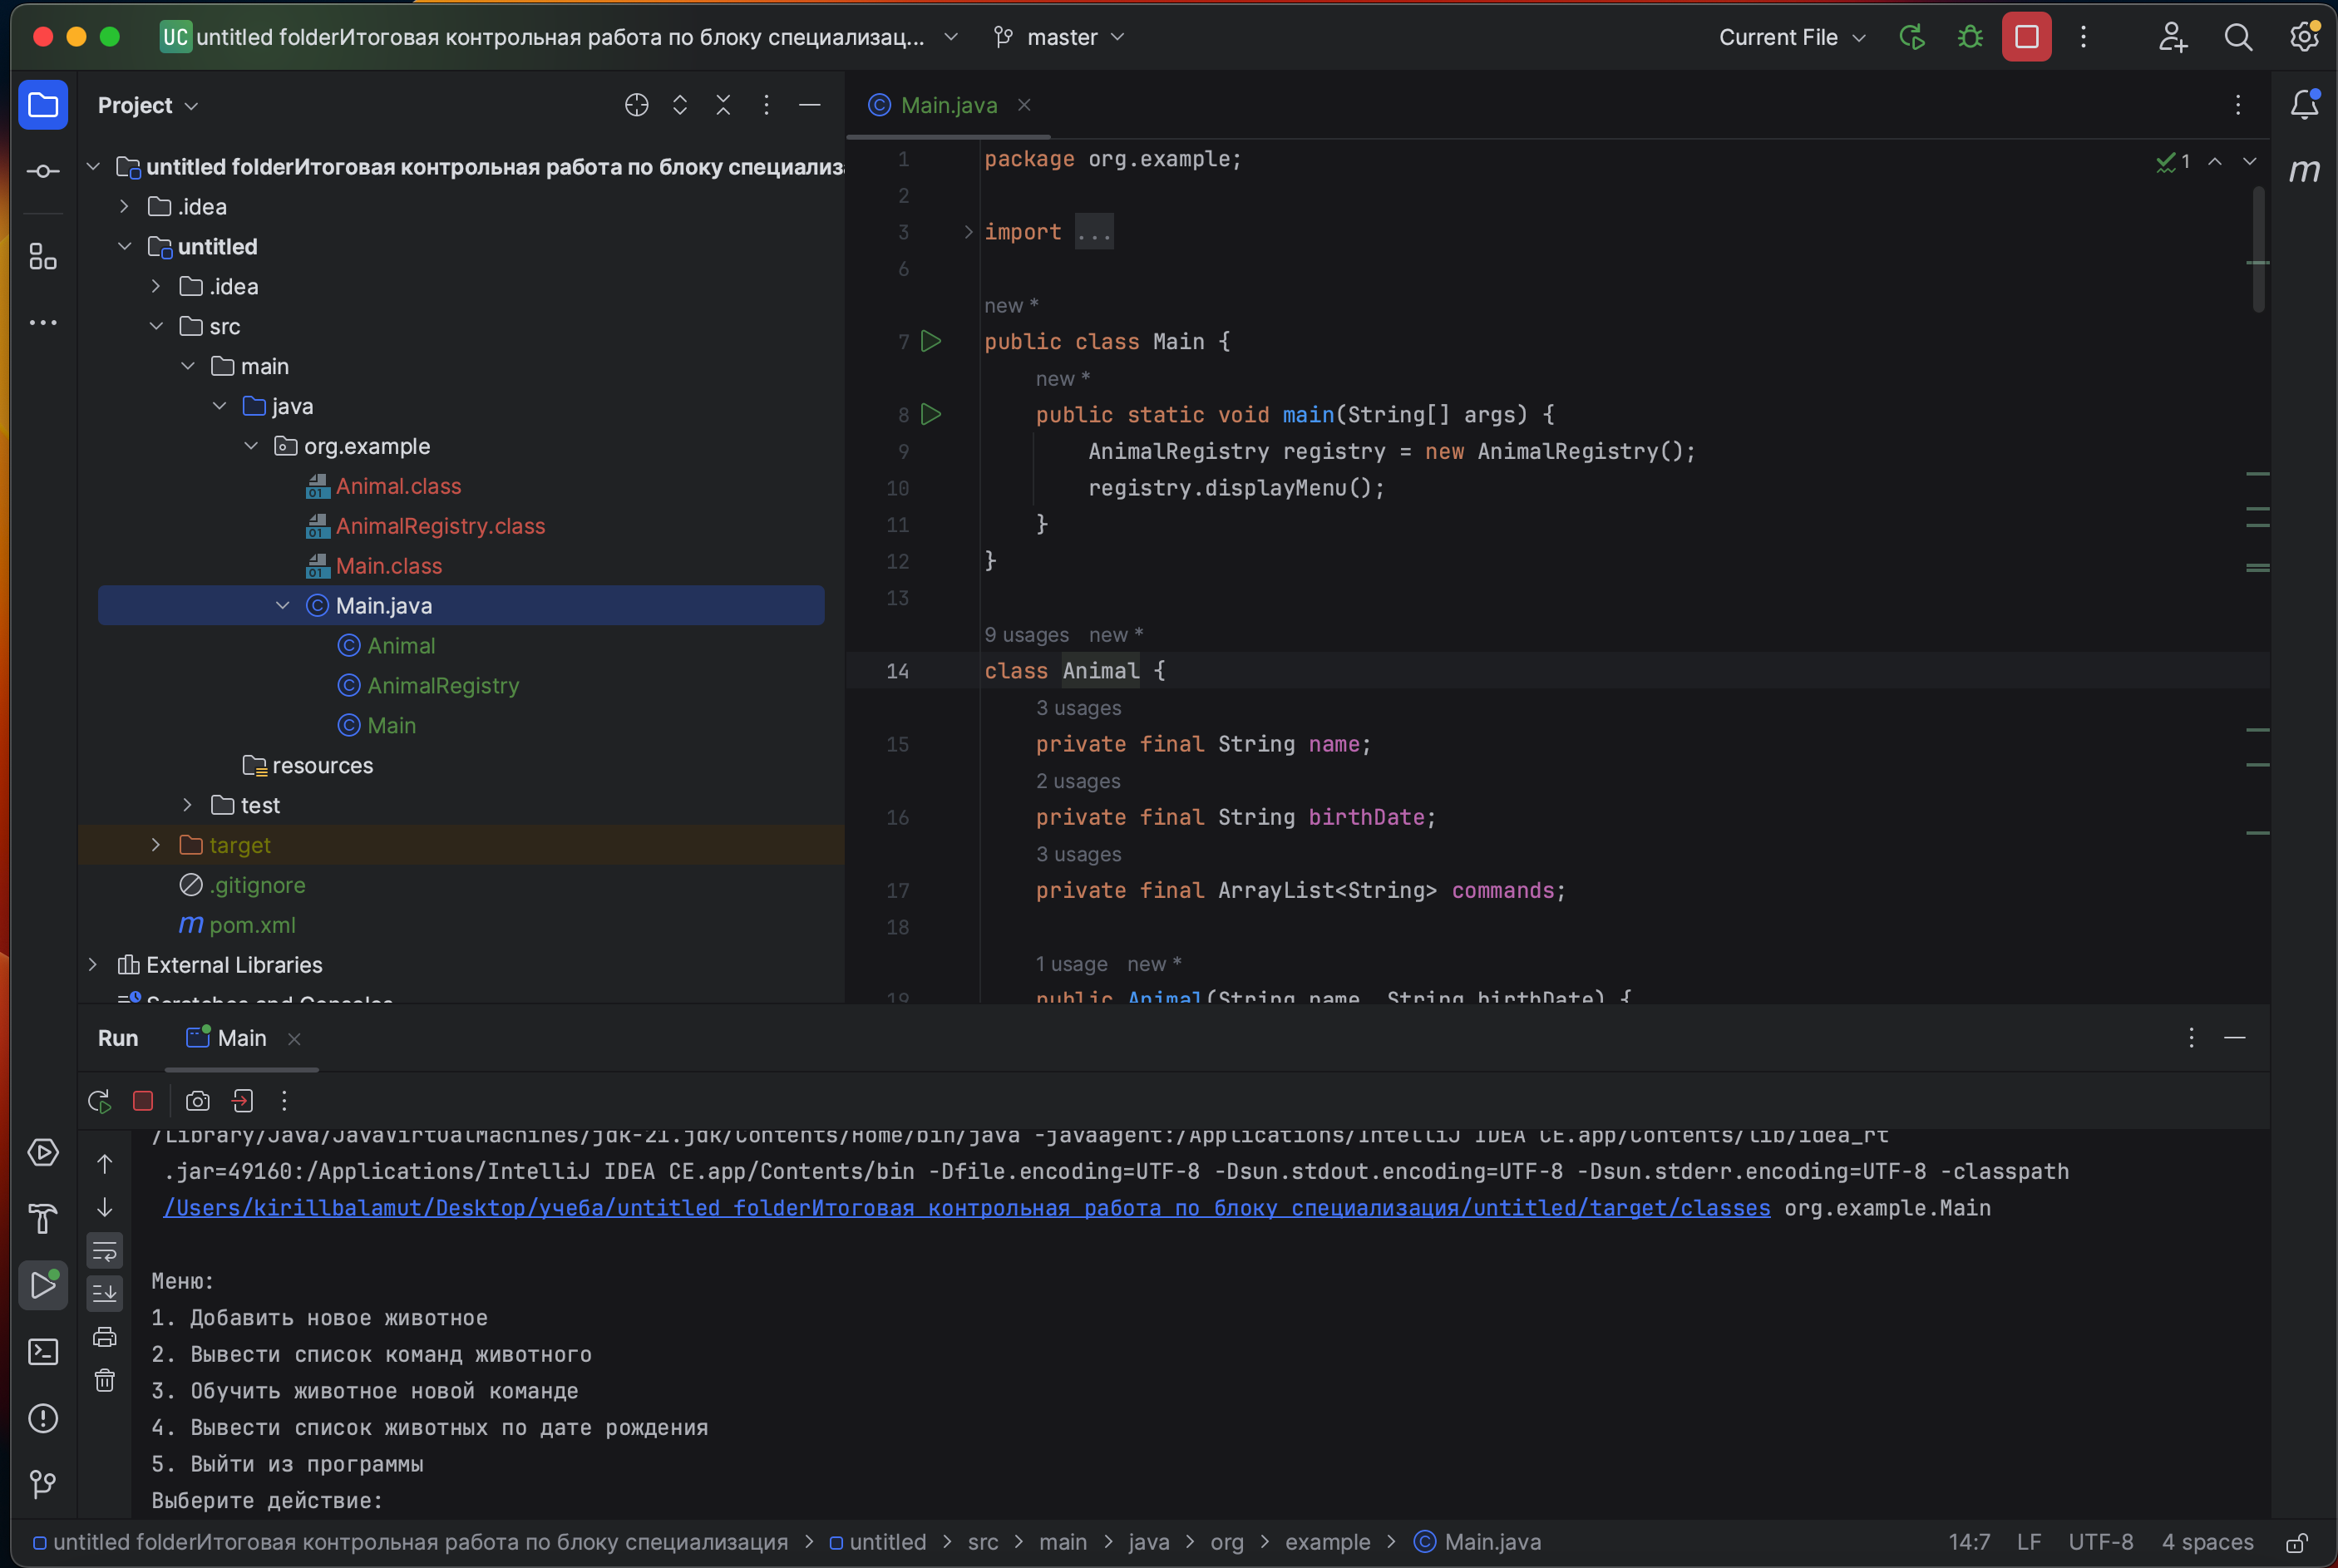 UC untitled folderИтоговая контрольная работа по блоку специализац... master Current File
Project
untitled folderИтоговая контрольная работа по блоку специализа
.idea
untitled
.idea
src
main
java
org.example
Animal.class
AnimalRegistry.class
Main.class
Main.java
Animal
AnimalRegistry
Main
resources
test
target
.gitignore
pom.xml
External Libraries
Scratches and Consoles
Main.java
1 package org.example;
2
3 import ...
6
new *
7 public class Main {
new *
8 public static void main(String[] args) {
9 AnimalRegistry registry = new AnimalRegistry();
10 registry.displayMenu();
11 }
12 }
13
9 usages new *
14 class Animal {
3 usages
15 private final String name;
2 usages
16 private final String birthDate;
3 usages
17 private final ArrayList<String> commands;
18
1 usage new *
19 public Animal(String name, String birthDate) {
1
m
Run Main
/Library/Java/JavaVirtualMachines/jdk-21.jdk/Contents/Home/bin/java -javaagent:/Applications/IntelliJ IDEA CE.app/Contents/lib/idea_rt
.jar=49160:/Applications/IntelliJ IDEA CE.app/Contents/bin -Dfile.encoding=UTF-8 -Dsun.stdout.encoding=UTF-8 -Dsun.stderr.encoding=UTF-8 -classpath
/Users/kirillbalamut/Desktop/учеба/untitled folderИтоговая контрольная работа по блоку специализация/untitled/target/classes org.example.Main
Меню:
1. Добавить новое животное
2. Вывести список команд животного
3. Обучить животное новой команде
4. Вывести список животных по дате рождения
5. Выйти из программы
Выберите действие:
untitled folderИтоговая контрольная работа по блоку специализация > untitled > src > main > java > org > example > Main.java 14:7 LF UTF-8 4 spaces